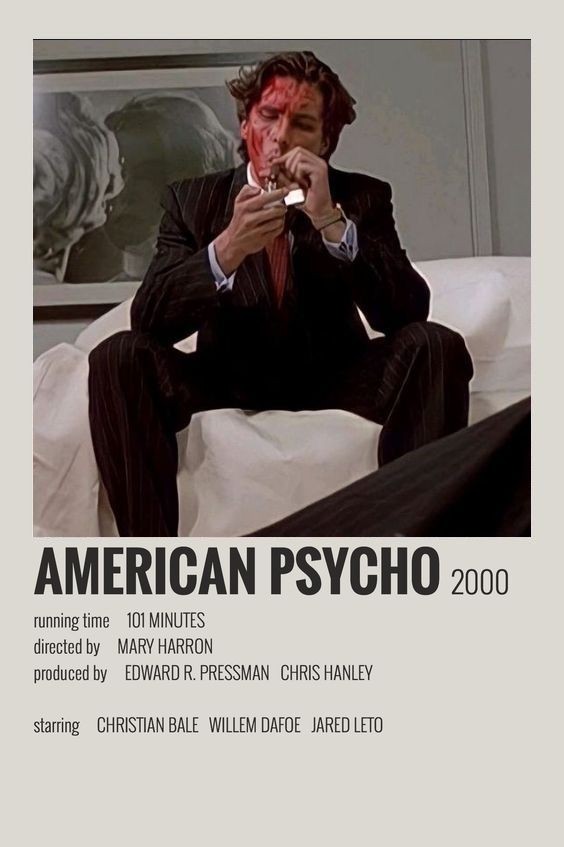 AMERICAN PSYCHO 2000
running time 101 MINUTES
directed by MARY HARRON
produced by EDWARD R. PRESSMAN CHRIS HANLEY
starring CHRISTIAN BALE WILLEM DAFOE JARED LETO